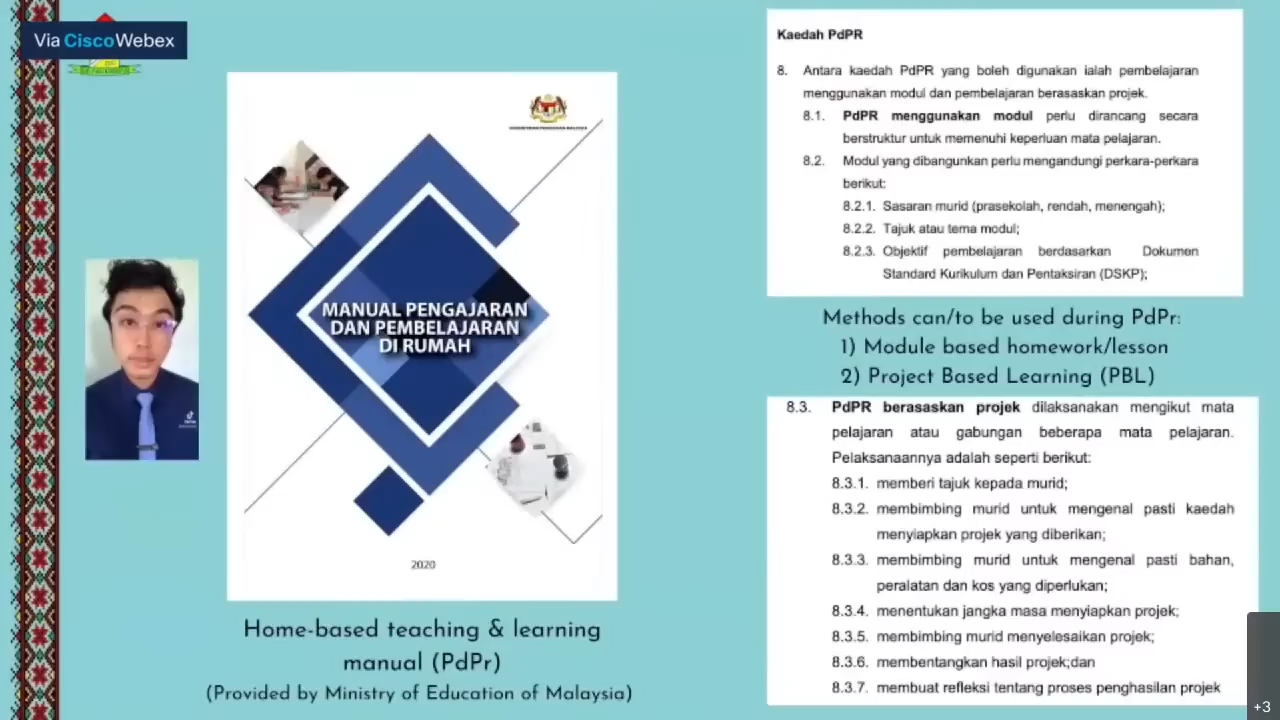 Via Cisco Webex
MANUAL PENGAJARAN
DAN PEMBELAJARAN
DI RUMAH
2020
Home-based teaching & learning
manual (PdPr)
(Provided by Ministry of Education of Malaysia)
Kaedah PdPR
8. Antara kaedah PdPR yang boleh digunakan ialah pembelajaran
menggunakan modul dan pembelajaran berasaskan projek.
8.1. PdPR menggunakan modul perlu dirancang secara
berstruktur untuk memenuhi keperluan mata pelajaran.
8.2. Modul yang dibangunkan perlu mengandungi perkara-perkara
berikut:
8.2.1. Sasaran murid (prasekolah, rendah, menengah);
8.2.2. Tajuk atau tema modul;
8.2.3. Objektif pembelajaran berdasarkan Dokumen
Standard Kurikulum dan Pentaksiran (DSKP);
Methods can/to be used during PdPr:
1) Module based homework/lesson
2) Project Based Learning (PBL)
8.3. PdPR berasaskan projek dilaksanakan mengikut mata
pelajaran atau gabungan beberapa mata pelajaran.
Pelaksanaannya adalah seperti berikut:
8.3.1. memberi tajuk kepada murid;
8.3.2. membimbing murid untuk mengenal pasti kaedah
menyiapkan projek yang diberikan;
8.3.3. membimbing murid untuk mengenal pasti bahan,
peralatan dan kos yang diperlukan;
8.3.4. menentukan jangka masa menyiapkan projek;
8.3.5. membimbing murid menyelesaikan projek;
8.3.6. membentangkan hasil projek;dan
8.3.7. membuat refleksi tentang proses penghasilan projek
+3